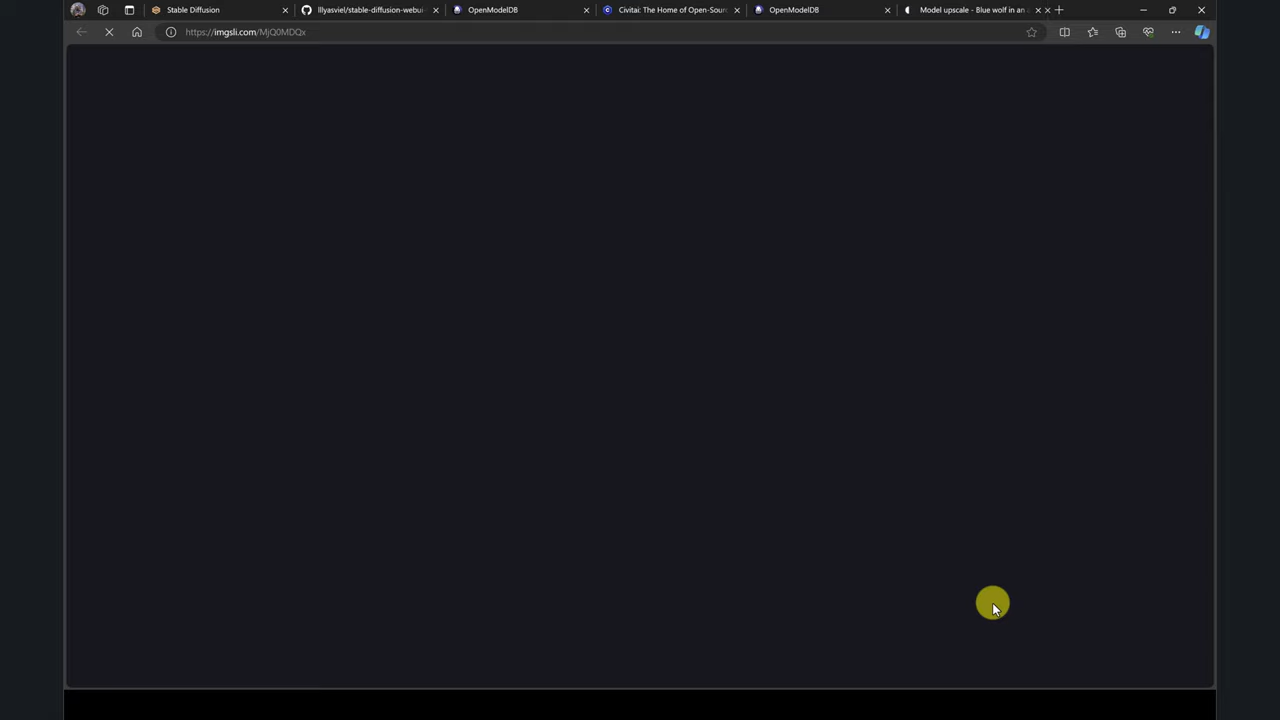 Stable Diffusion
lllyasviel/stable-diffusion-webui-
OpenModelDB
Civitai: The Home of Open-Sour
OpenModelDB
Model upscale - Blue wolf in an a
https://imgsli.com/MjQ0MDQx